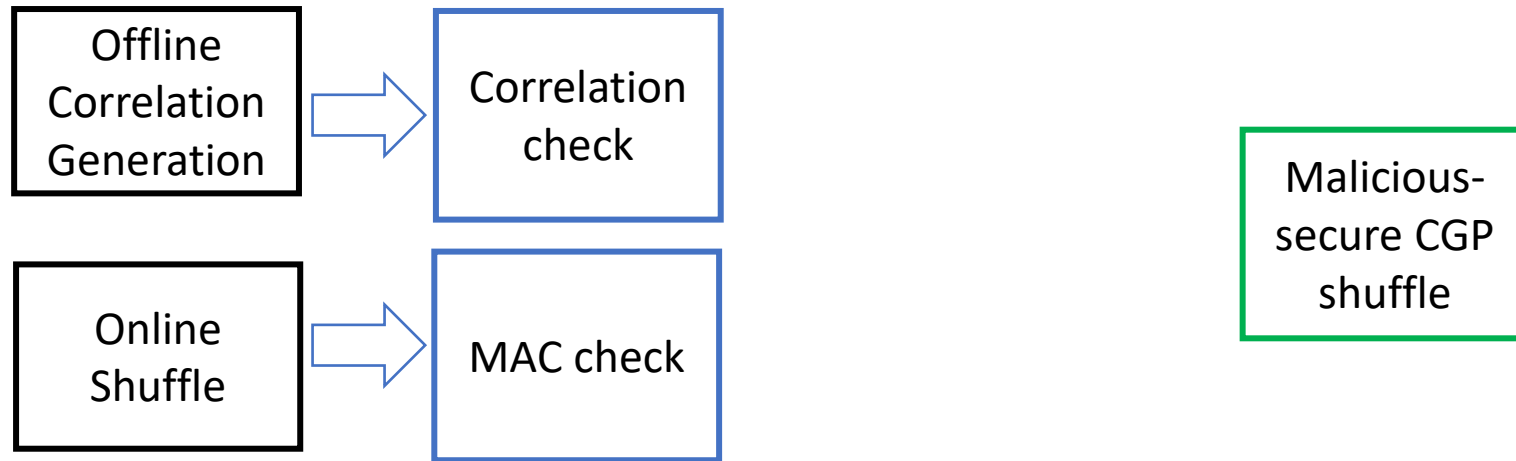 Offline
Correlation
Generation
Correlation
check
Online
Shuffle
MAC check
Malicious-
secure CGP
shuffle